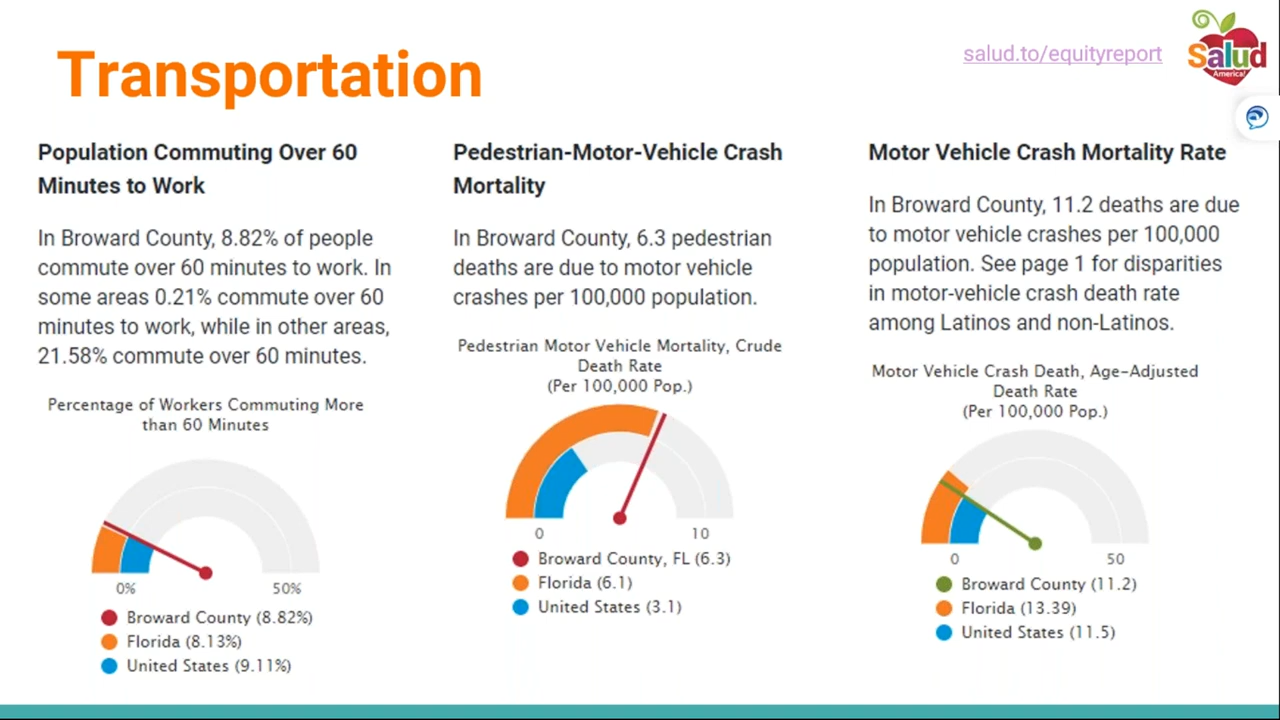 Transportation
salud.to/equityreport
Salud
America!
Population Commuting Over 60
Minutes to Work
In Broward County, 8.82% of people
commute over 60 minutes to work. In
some areas 0.21% commute over 60
minutes to work, while in other areas,
21.58% commute over 60 minutes.
Percentage of Workers Commuting More
than 60 Minutes
0%
50%
Broward County (8.82%)
Florida (8.13%)
United States (9.11%)
Pedestrian-Motor-Vehicle Crash
Mortality
In Broward County, 6.3 pedestrian
deaths are due to motor vehicle
crashes per 100,000 population.
Pedestrian Motor Vehicle Mortality, Crude
Death Rate
(Per 100,000 Pop.)
0
10
Broward County, FL (6.3)
Florida (6.1)
United States (3.1)
Motor Vehicle Crash Mortality Rate
In Broward County, 11.2 deaths are due
to motor vehicle crashes per 100,000
population. See page 1 for disparities
in motor-vehicle crash death rate
among Latinos and non-Latinos.
Motor Vehicle Crash Death, Age-Adjusted
Death Rate
(Per 100,000 Pop.)
0
50
Broward County (11.2)
Florida (13.39)
United States (11.5)